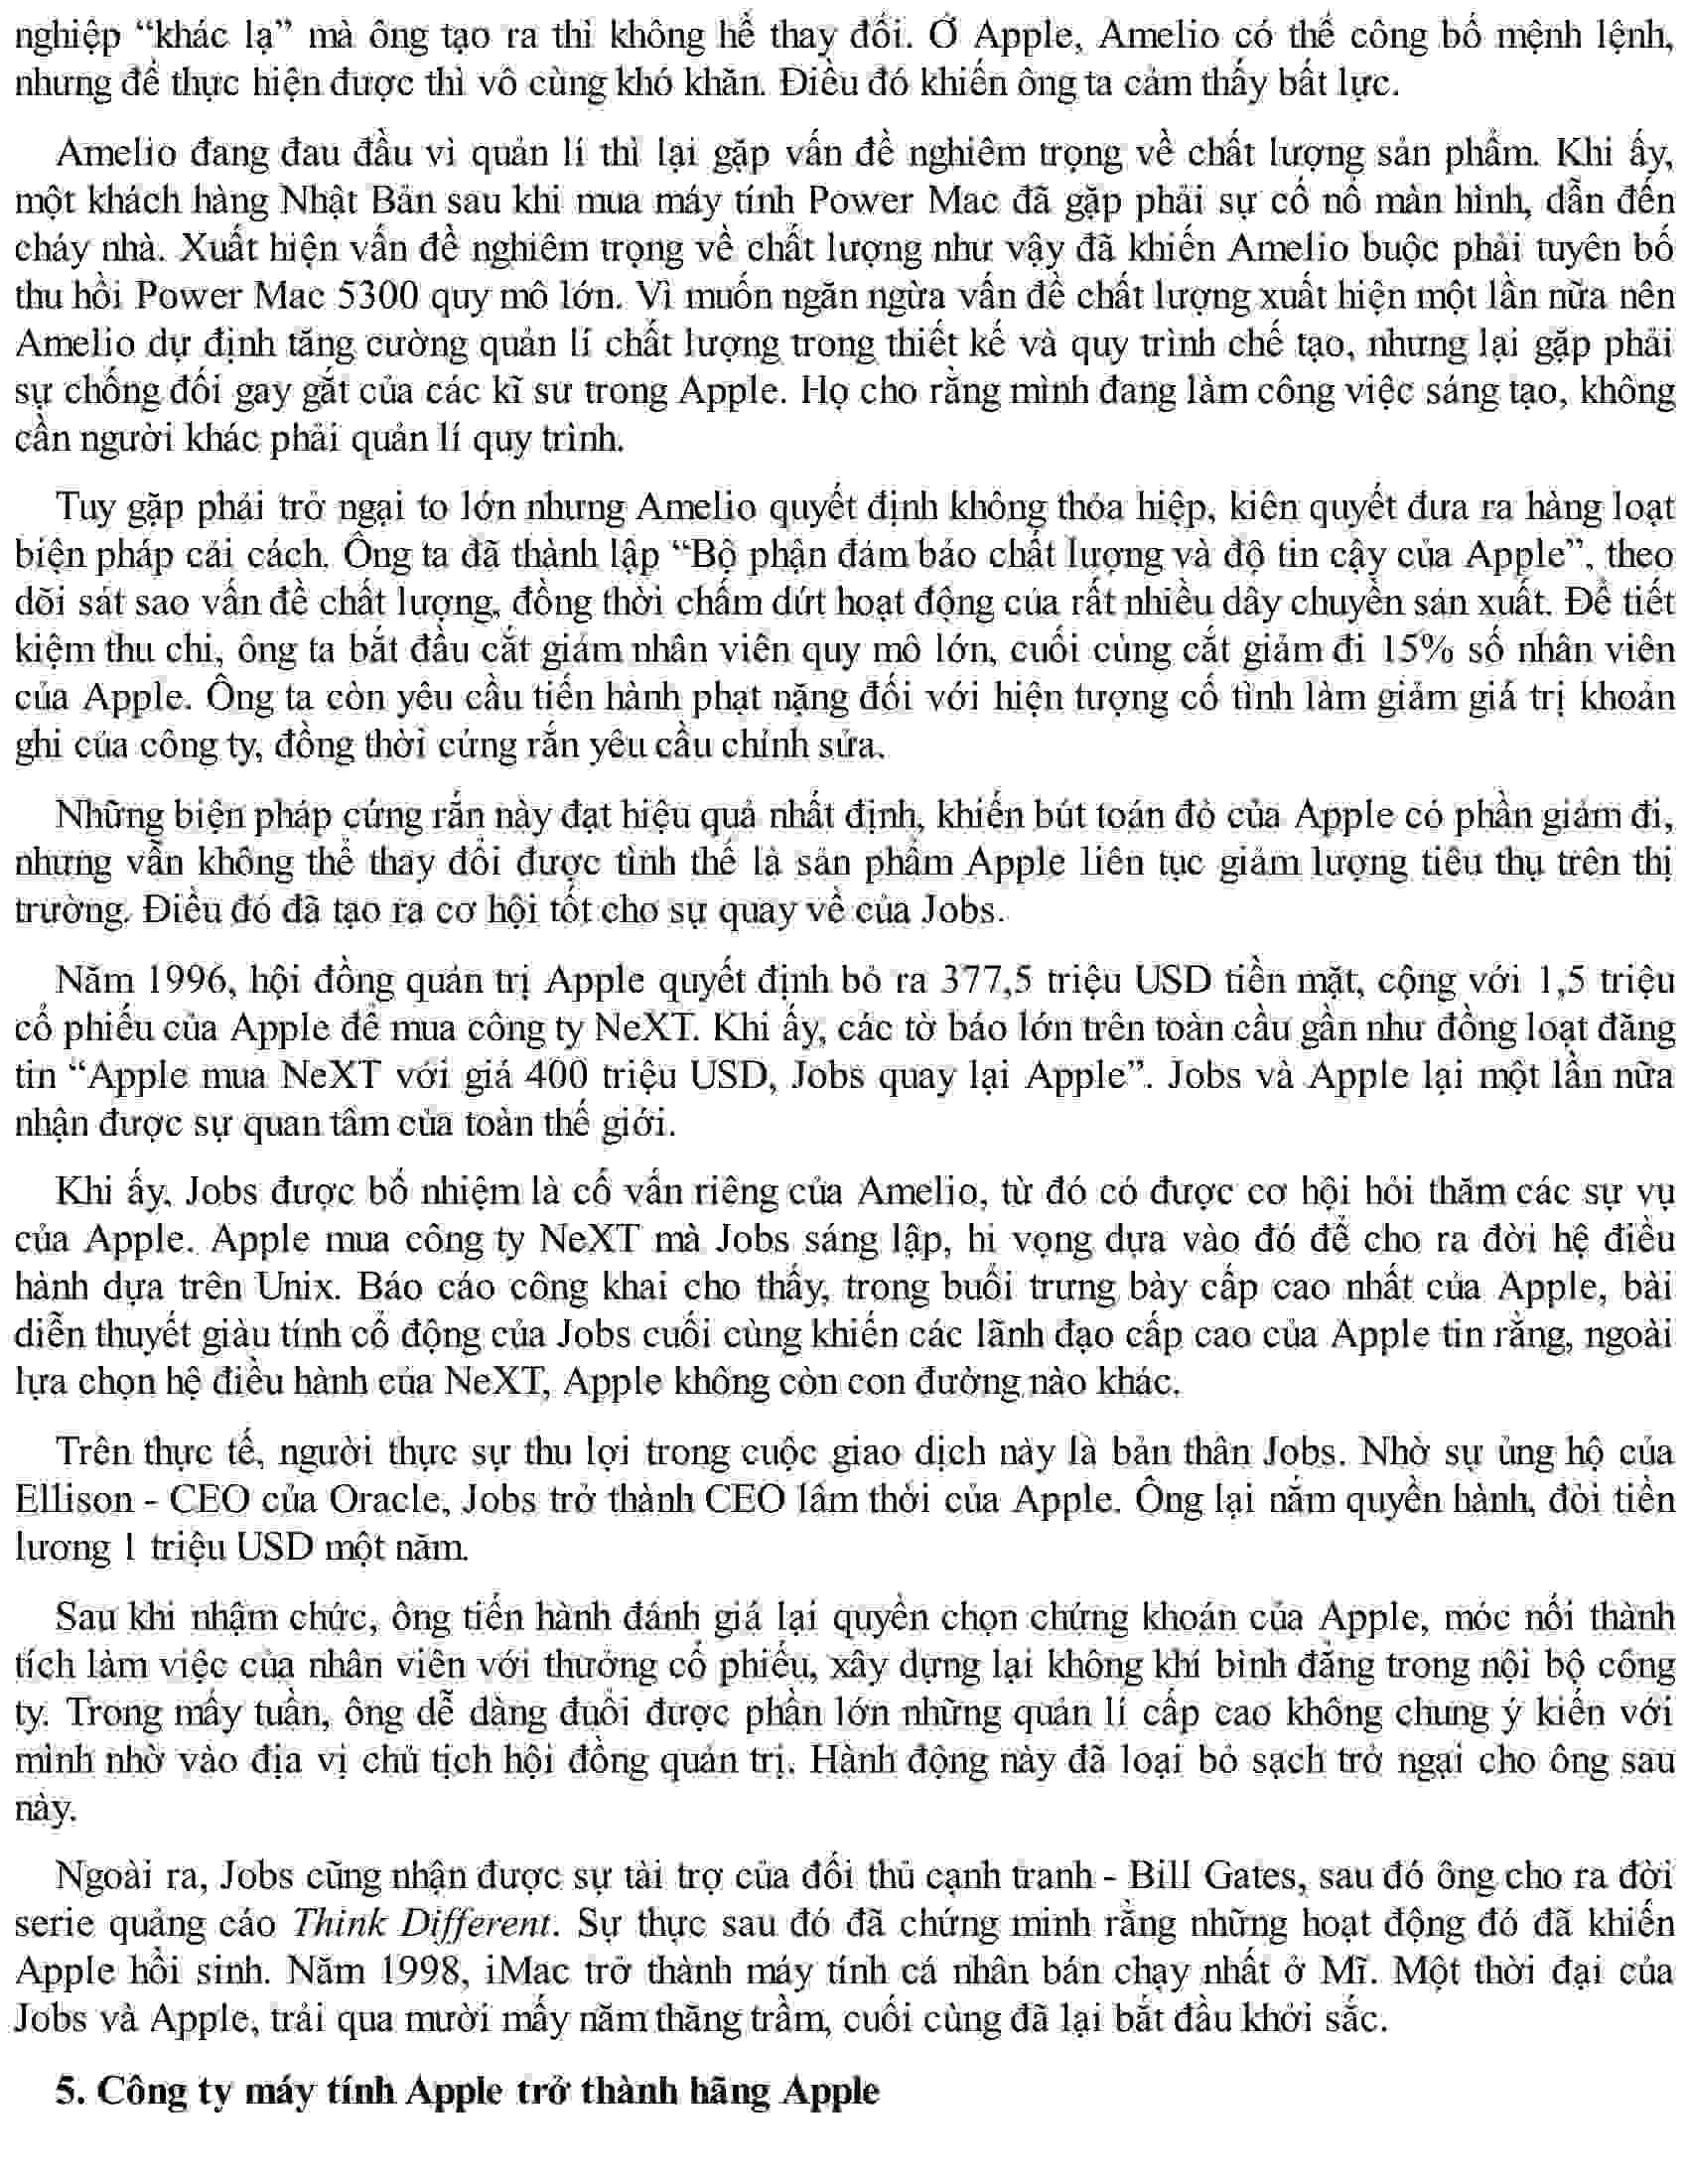 nghiệp “khác lạ” mà ông tạo ra thì không hề thay đổi. Ở Apple, Amelio có thể công bố mệnh lệnh,
nhưng để thực hiện được thì vô cùng khó khăn. Điều đó khiến ông ta cảm thấy bất lực.
Amelio đang đau đầu vì quản lí thì lại gặp vấn đề nghiêm trọng về chất lượng sản phẩm. Khi ấy,
một khách hàng Nhật Bản sau khi mua máy tính Power Mac đã gặp phải sự cố nổ màn hình, dẫn đến
cháy nhà. Xuất hiện vấn đề nghiêm trọng về chất lượng như vậy đã khiến Amelio buộc phải tuyên bố
thu hồi Power Mac 5300 quy mô lớn. Vì muốn ngăn ngừa vấn đề chất lượng xuất hiện một lần nữa nên
Amelio dự định tăng cường quản lí chất lượng trong thiết kế và quy trình chế tạo, nhưng lại gặp phải
sự chống đối gay gắt của các kĩ sư trong Apple. Họ cho rằng mình đang làm công việc sáng tạo, không
cần người khác phải quản lí quy trình.
Tuy gặp phải trở ngại to lớn nhưng Amelio quyết định không thỏa hiệp, kiên quyết đưa ra hàng loạt
biện pháp cải cách. Ông ta đã thành lập “Bộ phận đảm bảo chất lượng và độ tin cậy của Apple”, theo
dõi sát sao vấn đề chất lượng, đồng thời chấm dứt hoạt động của rất nhiều dây chuyền sản xuất. Để tiết
kiệm thu chi, ông ta bắt đầu cắt giảm nhân viên quy mô lớn, cuối cùng cắt giảm đi 15% số nhân viên
của Apple. Ông ta còn yêu cầu tiến hành phạt nặng đối với hiện tượng cố tình làm giảm giá trị khoản
ghi của công ty, đồng thời cứng rắn yêu cầu chỉnh sửa.
Những biện pháp cứng rắn này đạt hiệu quả nhất định, khiến bút toán đỏ của Apple có phần giảm đi,
nhưng vẫn không thể thay đổi được tình thế là sản phẩm Apple liên tục giảm lượng tiêu thụ trên thị
trường. Điều đó đã tạo ra cơ hội tốt cho sự quay về của Jobs.
Năm 1996, hội đồng quản trị Apple quyết định bỏ ra 377,5 triệu USD tiền mặt, cộng với 1,5 triệu
cổ phiếu của Apple để mua công ty NeXT. Khi ấy, các tờ báo lớn trên toàn cầu gần như đồng loạt đăng
tin “Apple mua NeXT với giá 400 triệu USD, Jobs quay lại Apple”. Jobs và Apple lại một lần nữa
nhận được sự quan tâm của toàn thế giới.
Khi ấy, Jobs được bổ nhiệm là cố vấn riêng của Amelio, từ đó có được cơ hội hỏi thăm các sự vụ
của Apple. Apple mua công ty NeXT mà Jobs sáng lập, hi vọng dựa vào đó để cho ra đời hệ điều
hành dựa trên Unix. Báo cáo công khai cho thấy, trong buổi trưng bày cấp cao nhất của Apple, bài
diễn thuyết giàu tính cổ động của Jobs cuối cùng khiến các lãnh đạo cấp cao của Apple tin rằng, ngoài
lựa chọn hệ điều hành của NeXT, Apple không còn con đường nào khác.
Trên thực tế, người thực sự thu lợi trong cuộc giao dịch này là bản thân Jobs. Nhờ sự ủng hộ của
Ellison - CEO của Oracle, Jobs trở thành CEO lâm thời của Apple. Ông lại nắm quyền hành, đòi tiền
lương 1 triệu USD một năm.
Sau khi nhậm chức, ông tiến hành đánh giá lại quyền chọn chứng khoán của Apple, móc nối thành
tích làm việc của nhân viên với thưởng cổ phiếu, xây dựng lại không khí bình đẳng trong nội bộ công
ty. Trong mấy tuần, ông dễ dàng đuổi được phần lớn những quản lí cấp cao không chung ý kiến với
mình nhờ vào địa vị chủ tịch hội đồng quản trị. Hành động này đã loại bỏ sạch trở ngại cho ông sau
này.
Ngoài ra, Jobs cũng nhận được sự tài trợ của đối thủ cạnh tranh - Bill Gates, sau đó ông cho ra đời
serie quảng cáo Think Different. Sự thực sau đó đã chứng minh rằng những hoạt động đó đã khiến
Apple hồi sinh. Năm 1998, iMac trở thành máy tính cá nhân bán chạy nhất ở Mĩ. Một thời đại của
Jobs và Apple, trải qua mười mấy năm thăng trầm, cuối cùng đã lại bắt đầu khởi sắc.
5. Công ty máy tính Apple trở thành hãng Apple